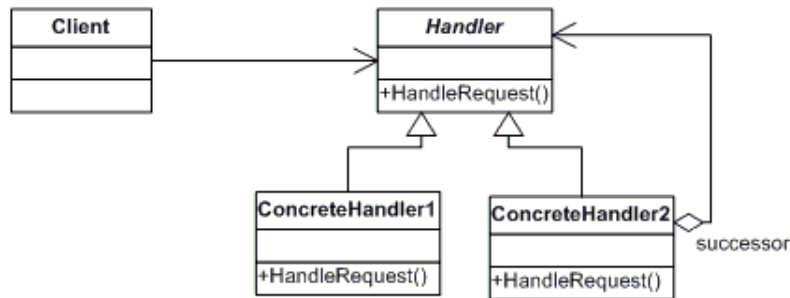 Client
Handler
+HandleRequest()
ConcreteHandler1
+HandleRequest()
ConcreteHandler2
successor
+HandleRequest()